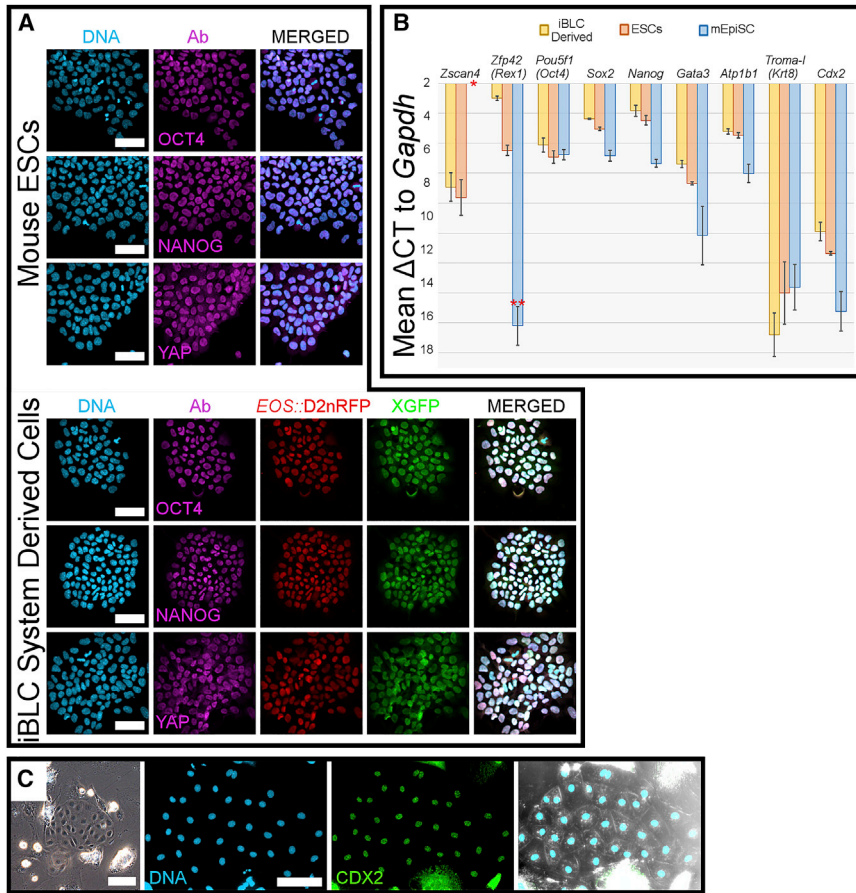 A
DNA
Ab
MERGED
Mouse ESCs
OCT4
NANOG
YAP
DNA
Ab
EOS::D2nRFP
XGFP
MERGED
iBLC System Derived Cells
OCT4
NANOG
YAP
B
iBLC
Derived
ESCs
mEpiSC
Zscan4
Zfp42
(Rex1)
Pou5f1
(Oct4)
Sox2
Nanog
Gata3
Atp1b1
Troma-I
(Krt8)
Cdx2
Mean ΔCT to Gapdh
2
4
6
8
10
12
14
16
18
*
**
C
DNA
CDX2